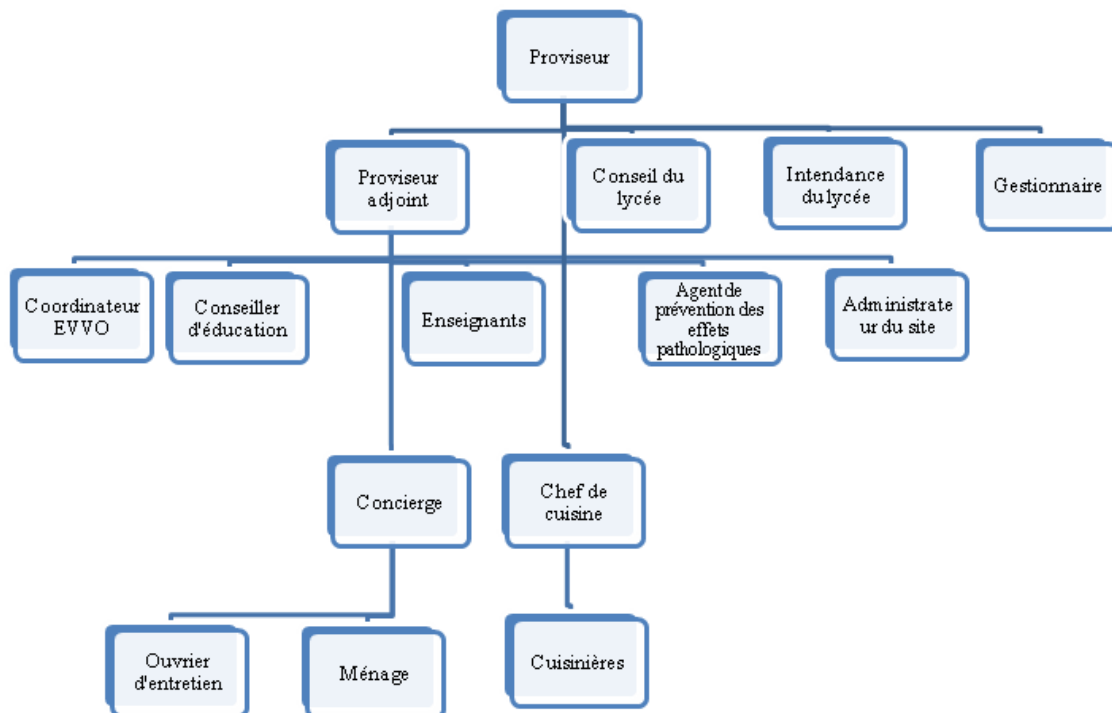 Proviseur
Proviseur
adjoint
Conseil du
lycée
Intendance
du lycée
Gestionnaire
Coordinateur
EVVO
Conseiller
d'éducation
Enseignants
Agent de
prévention des
effets
pathologiques
Administrate
ur du site
Concierge
Chef de
cuisine
Ouvrier
d'entretien
Ménage
Cuisinières